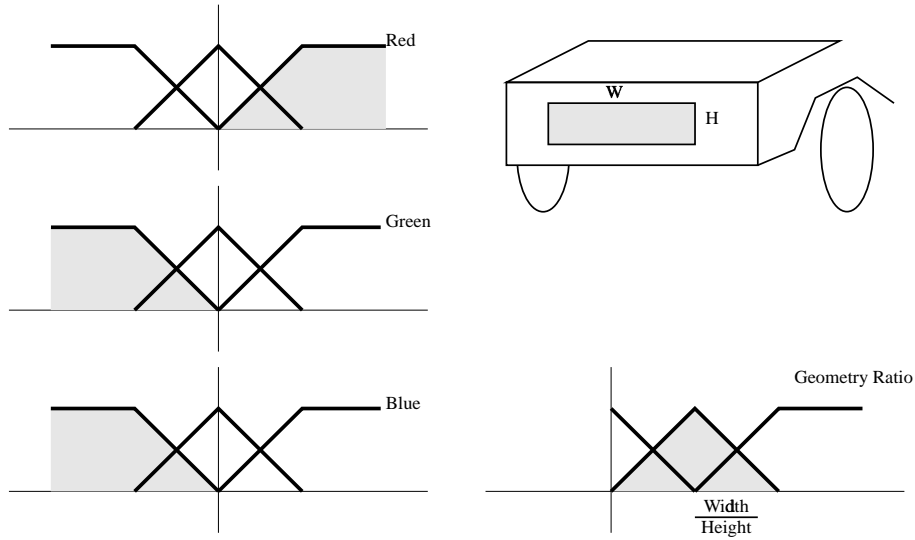 Red
W
H
Green
Blue
Geometry Ratio
Width
Height